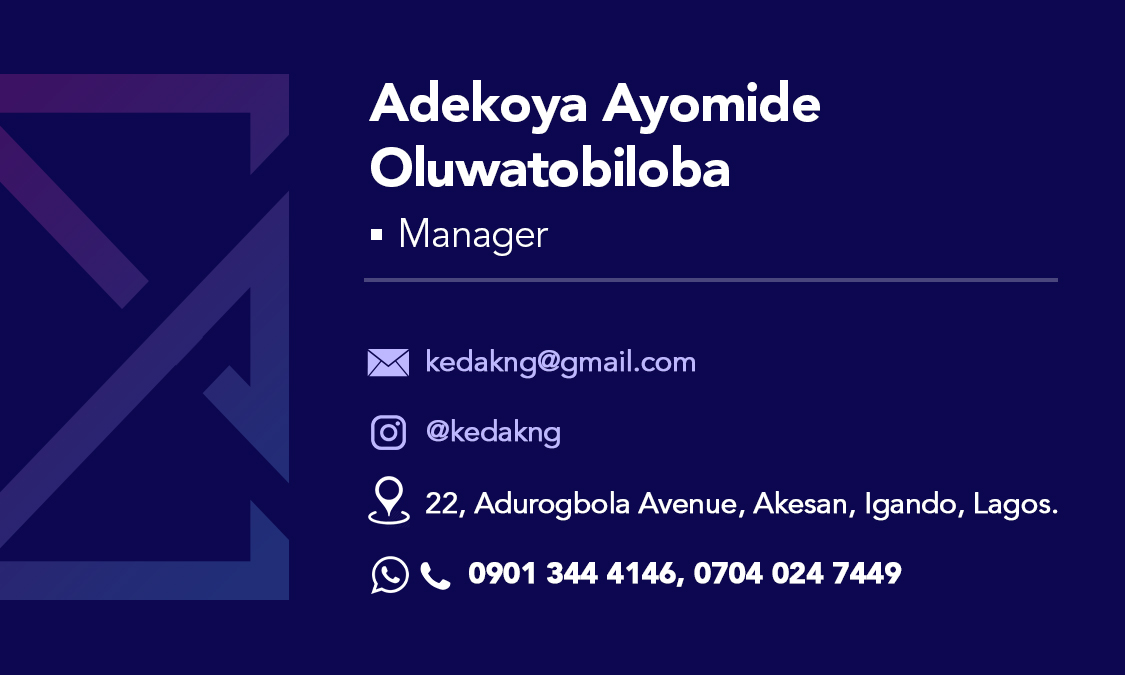 Adekoya Ayomide
Oluwatobiloba
▪ Manager
kedakng@gmail.com
@kedakng
22, Adurogbola Avenue, Akesan, Igando, Lagos.
0901 344 4146, 0704 024 7449